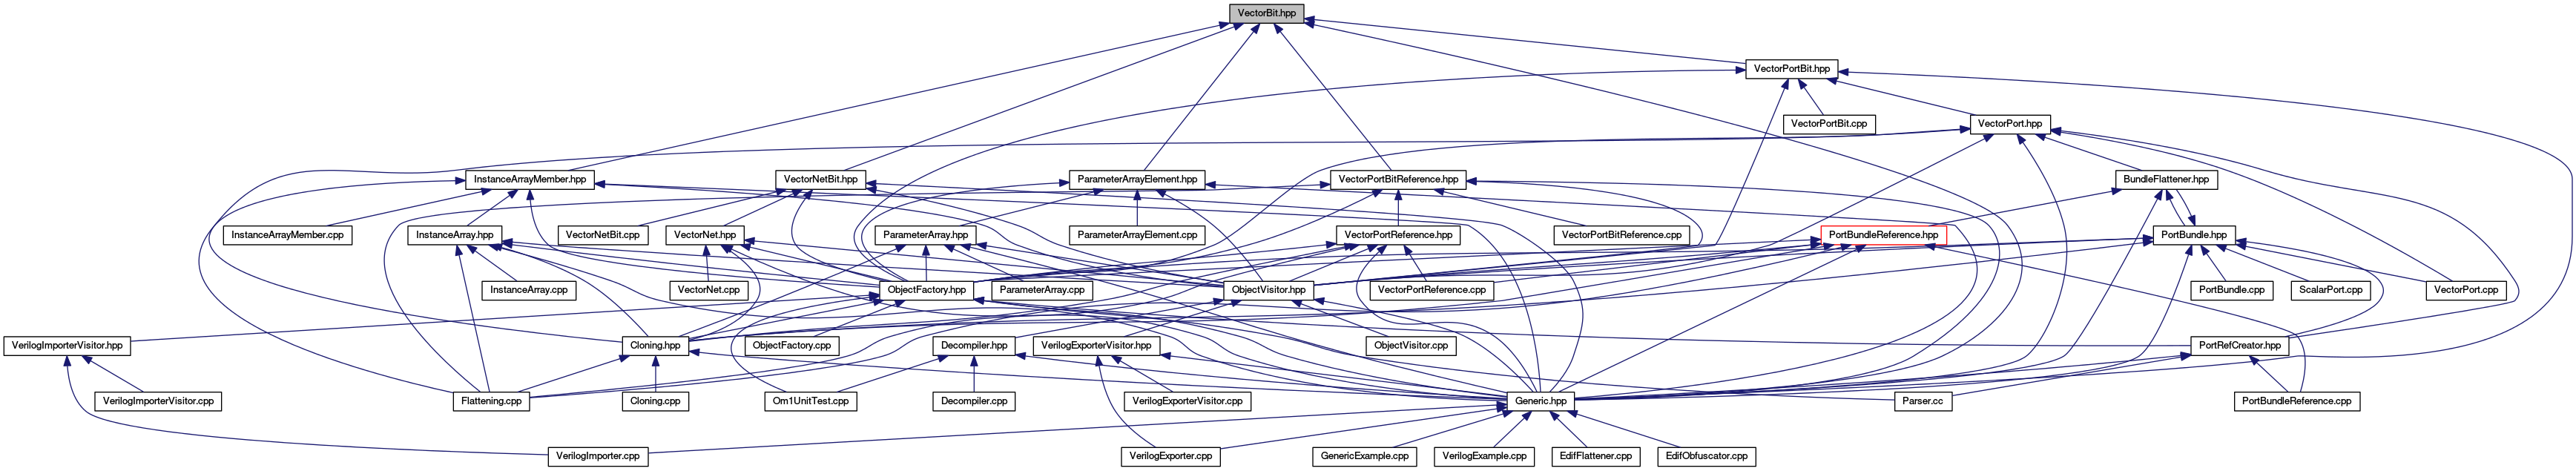 VectorBit.hpp
VectorPortBit.hpp
VectorPortBit.cpp
VectorPort.hpp
InstanceArrayMember.hpp
VectorNetBit.hpp
ParameterArrayElement.hpp
VectorPortBitReference.hpp
BundleFlattener.hpp
InstanceArrayMember.cpp
InstanceArray.hpp
VectorNetBit.cpp
VectorNet.hpp
ParameterArray.hpp
ParameterArrayElement.cpp
VectorPortReference.hpp
VectorPortBitReference.cpp
PortBundleReference.hpp
PortBundle.hpp
InstanceArray.cpp
VectorNet.cpp
ObjectFactory.hpp
ParameterArray.cpp
ObjectVisitor.hpp
VectorPortReference.cpp
PortBundle.cpp
ScalarPort.cpp
VectorPort.cpp
VerilogImporterVisitor.hpp
Cloning.hpp
ObjectFactory.cpp
Decompiler.hpp
VerilogExporterVisitor.hpp
ObjectVisitor.cpp
PortRefCreator.hpp
VerilogImporterVisitor.cpp
Flattening.cpp
Cloning.cpp
Om1UnitTest.cpp
Decompiler.cpp
VerilogExporterVisitor.cpp
Generic.hpp
Parser.cc
PortBundleReference.cpp
VerilogImporter.cpp
VerilogExporter.cpp
GenericExample.cpp
VerilogExample.cpp
EdifFlattener.cpp
EdifObfuscator.cpp